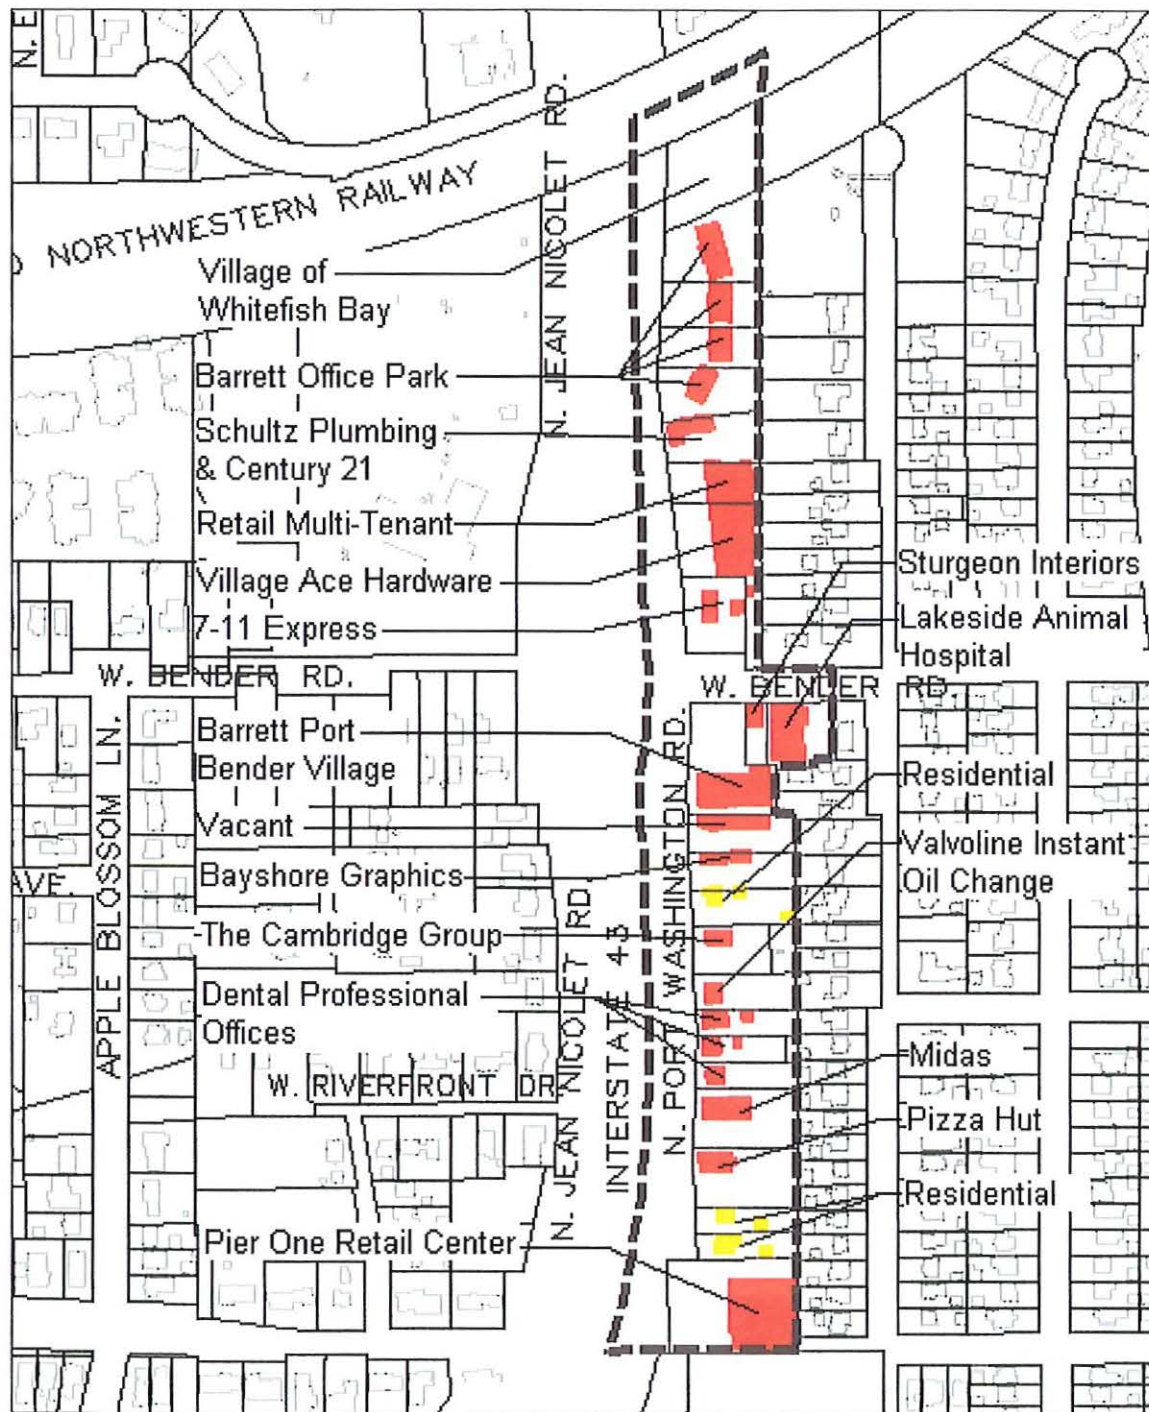 N. E
N. JEAN NICOLET RD.
NORTHWESTERN RAILWAY
Village of
Whitefish Bay
Barrett Office Park
Schultz Plumbing
& Century 21
Retail Multi-Tenant
Village Ace Hardware
7-11 Express
Sturgeon Interiors
Lakeside Animal
Hospital
W. BENDER RD.
W. BENDER RD.
APPLE BLOSSOM LN.
Barrett Port
Bender Village
Vacant
Bayshore Graphics
The Cambridge Group
Dental Professional
Offices
AVE.
W. RIVERFRONT DR
N. JEAN NICOLET RD.
INTERSTATE 43
N. PORT WASHINGTON RD.
Residential
Valvoline Instant
Oil Change
Midas
Pizza Hut
Residential
Pier One Retail Center